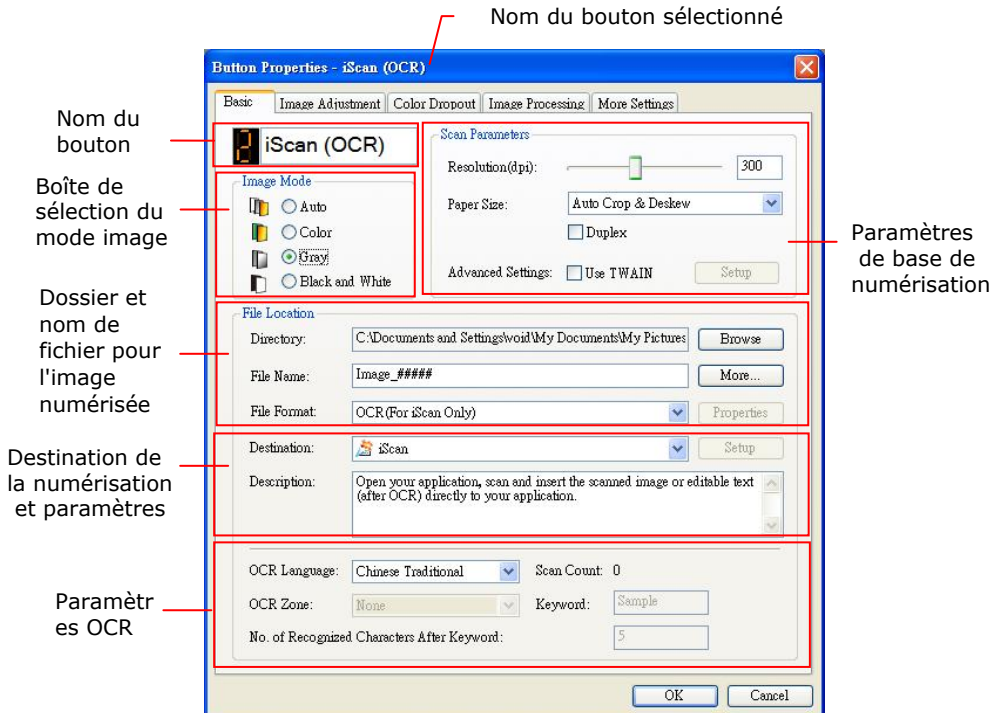 Nom du bouton sélectionné
Button Properties - iScan (OCR)
Basic Image Adjustment Color Dropout Image Processing More Settings
Nom du
bouton
2 iScan (OCR)
Scan Parameters
Resolution(dpi): 300
Paper Size: Auto Crop & Deskew
Duplex
Advanced Settings: Use TWAIN Setup
Paramètres
de base de
numérisation
Boîte de
sélection du
mode image
Image Mode
Auto
Color
Gray
Black and White
Dossier et
nom de
fichier pour
l'image
numérisée
File Location
Directory: C:\Documents and Settings\void\My Documents\My Pictures Browse
File Name: Image_##### More...
File Format: OCR(For iScan Only) Properties
Destination de
la numérisation
et paramètres
Destination: iScan Setup
Description: Open your application, scan and insert the scanned image or editable text
(after OCR) directly to your application.
Paramètr
es OCR
OCR Language: Chinese Traditional Scan Count: 0
OCR Zone: None Keyword: Sample
No. of Recognized Characters After Keyword: 5
OK Cancel